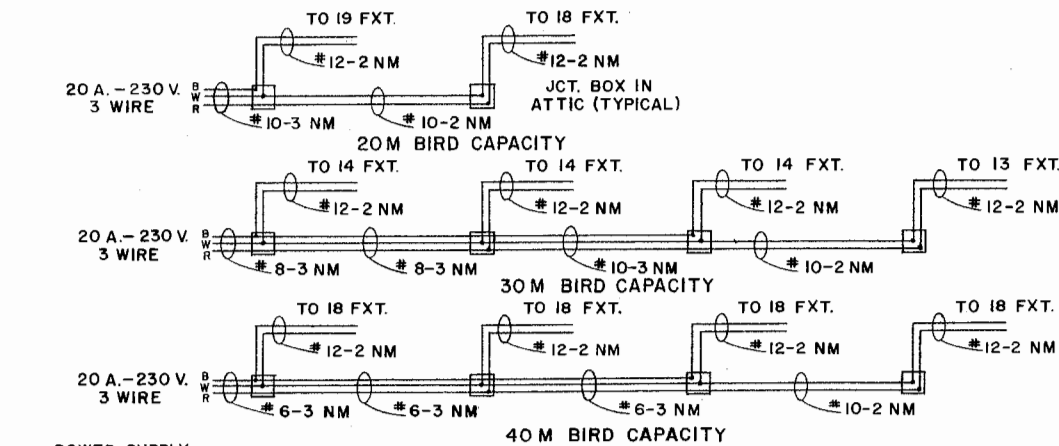 TO 19 FXT. TO 18 FXT.
#12-2 NM #12-2 NM
20 A.-230 V. B JCT. BOX IN
3 WIRE W ATTIC (TYPICAL)
R
#10-3 NM #10-2 NM
20 M BIRD CAPACITY
TO 14 FXT. TO 14 FXT. TO 14 FXT. TO 13 FXT.
#12-2 NM #12-2 NM #12-2 NM #12-2 NM
20 A.-230 V. B
3 WIRE W
R
#8-3 NM #8-3 NM #10-3 NM #10-2 NM
30 M BIRD CAPACITY
TO 18 FXT. TO 18 FXT. TO 18 FXT. TO 18 FXT.
#12-2 NM #12-2 NM #12-2 NM #12-2 NM
20 A.-230 V. B
3 WIRE W
R
#6-3 NM #6-3 NM #6-3 NM #10-2 NM
40 M BIRD CAPACITY
POWER SUPPLY